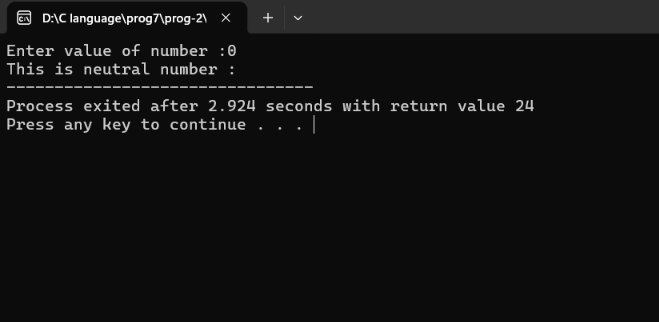 D:\C language\prog7\prog-2\
Enter value of number :0
This is neutral number :
--------------------------------
Process exited after 2.924 seconds with return value 24
Press any key to continue . . .